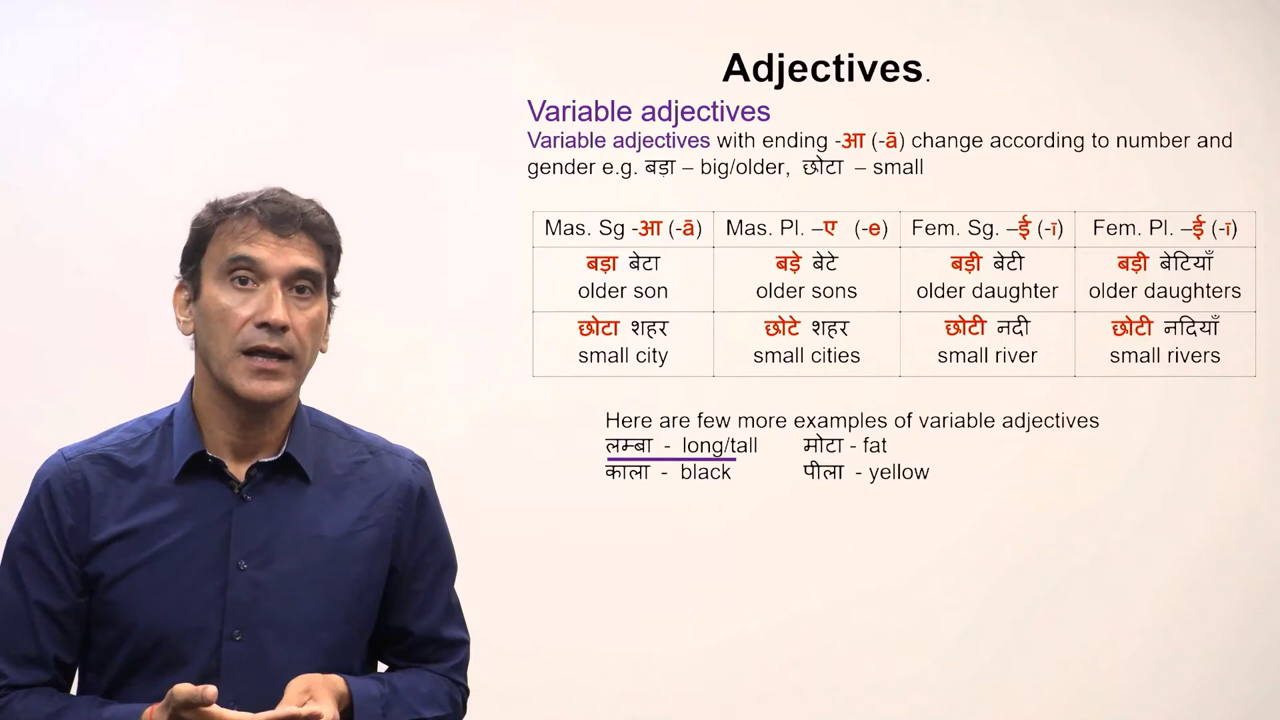 Adjectives.
Variable adjectives
Variable adjectives with ending -आ (-ā) change according to number and
gender e.g. बड़ा – big/older, छोटा – small
Mas. Sg -आ (-ā) Mas. Pl. –ए (-e) Fem. Sg. –ई (-ī) Fem. Pl. –ई (-ī)
बड़ा बेटा बड़े बेटे बड़ी बेटी बड़ी बेटियाँ
older son older sons older daughter older daughters
छोटा शहर छोटे शहर छोटी नदी छोटी नदियाँ
small city small cities small river small rivers
Here are few more examples of variable adjectives
लम्बा - long/tall मोटा - fat
काला - black पीला - yellow